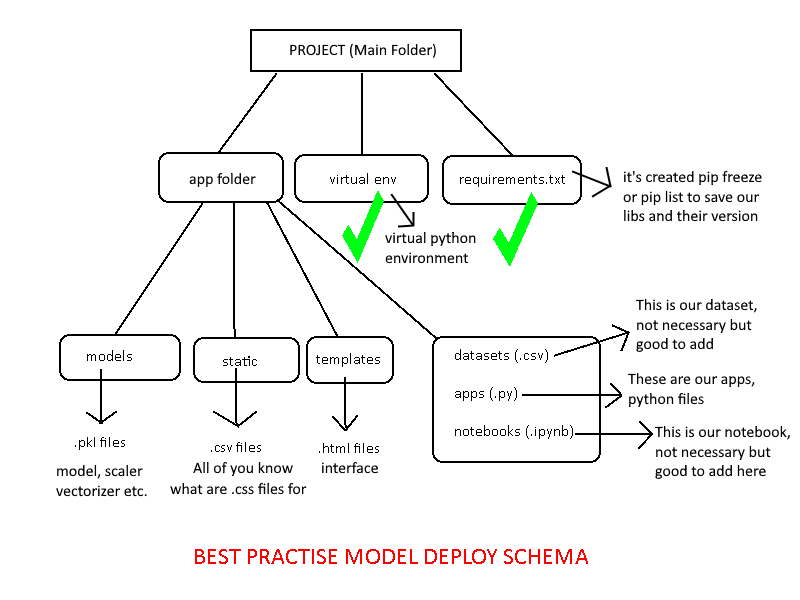 PROJECT (Main Folder)
app folder
virtual env
requirements.txt
it's created pip freeze
or pip list to save our
libs and their version
virtual python
environment
models
static
templates
datasets (.csv)
apps (.py)
notebooks (.ipynb)
This is our dataset,
not necessary but
good to add
These are our apps,
python files
This is our notebook,
not necessary but
good to add here
.pkl files
model, scaler
vectorizer etc.
.csv files
All of you know
what are .css files for
.html files
interface
BEST PRACTISE MODEL DEPLOY SCHEMA